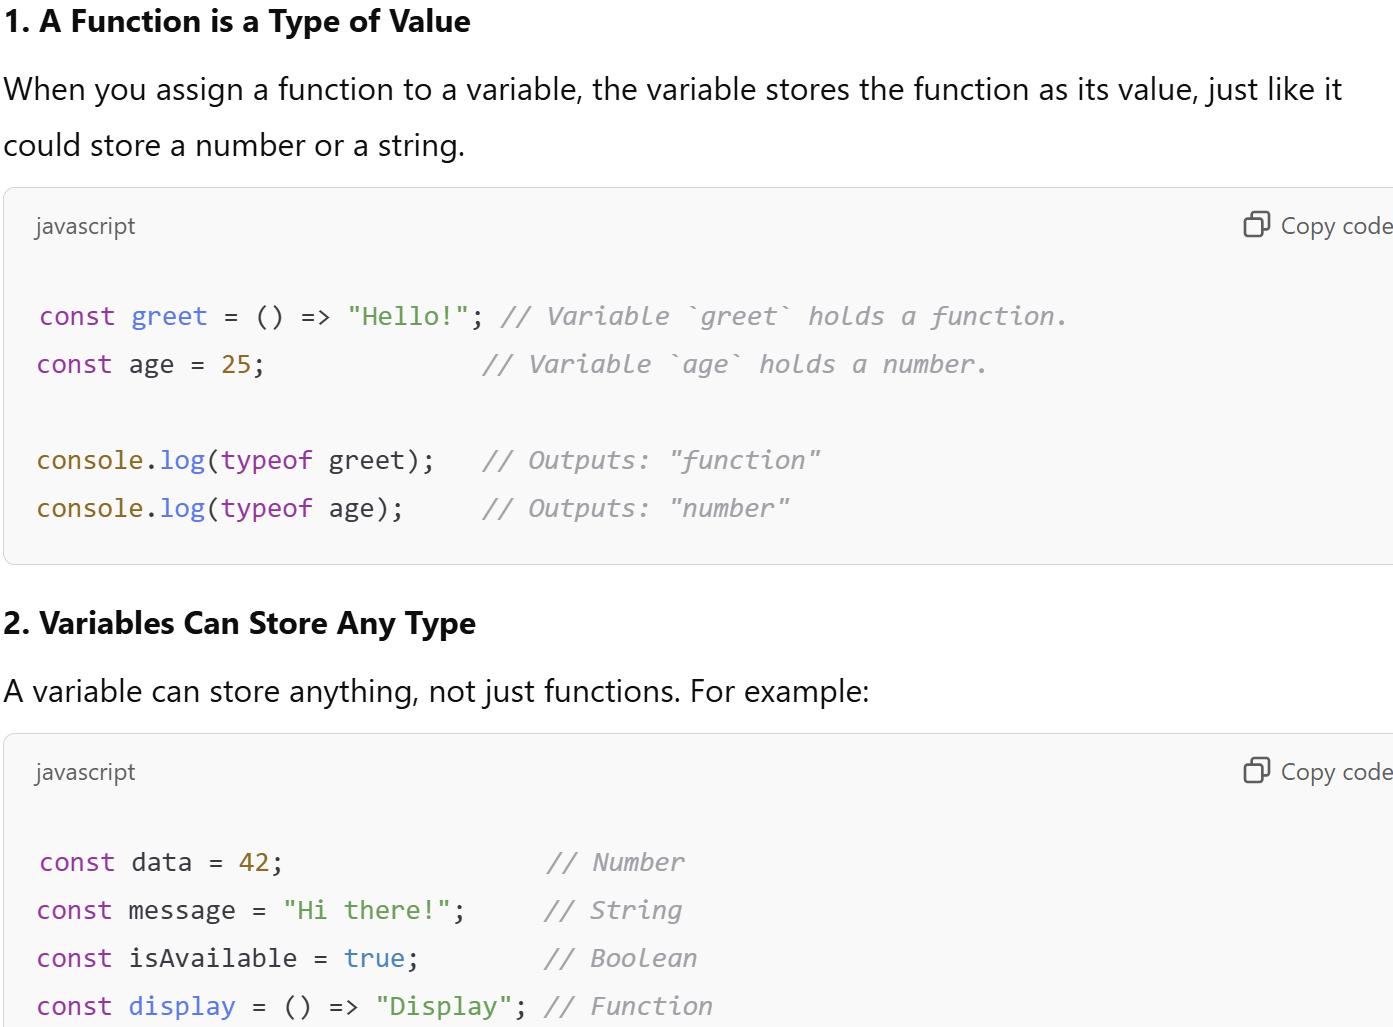 1. A Function is a Type of Value
When you assign a function to a variable, the variable stores the function as its value, just like it
could store a number or a string.
javascript Copy code
const greet = () => "Hello!"; // Variable `greet` holds a function.
const age = 25; // Variable `age` holds a number.
console.log(typeof greet); // Outputs: "function"
console.log(typeof age); // Outputs: "number"
2. Variables Can Store Any Type
A variable can store anything, not just functions. For example:
javascript Copy code
const data = 42; // Number
const message = "Hi there!"; // String
const isAvailable = true; // Boolean
const display = () => "Display"; // Function